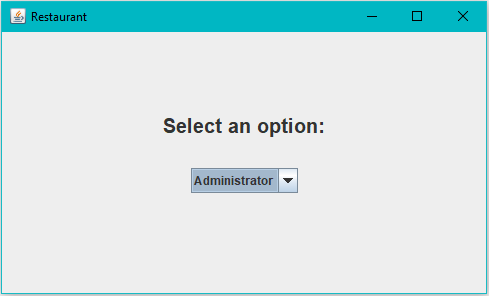 Restaurant
Select an option:
Administrator